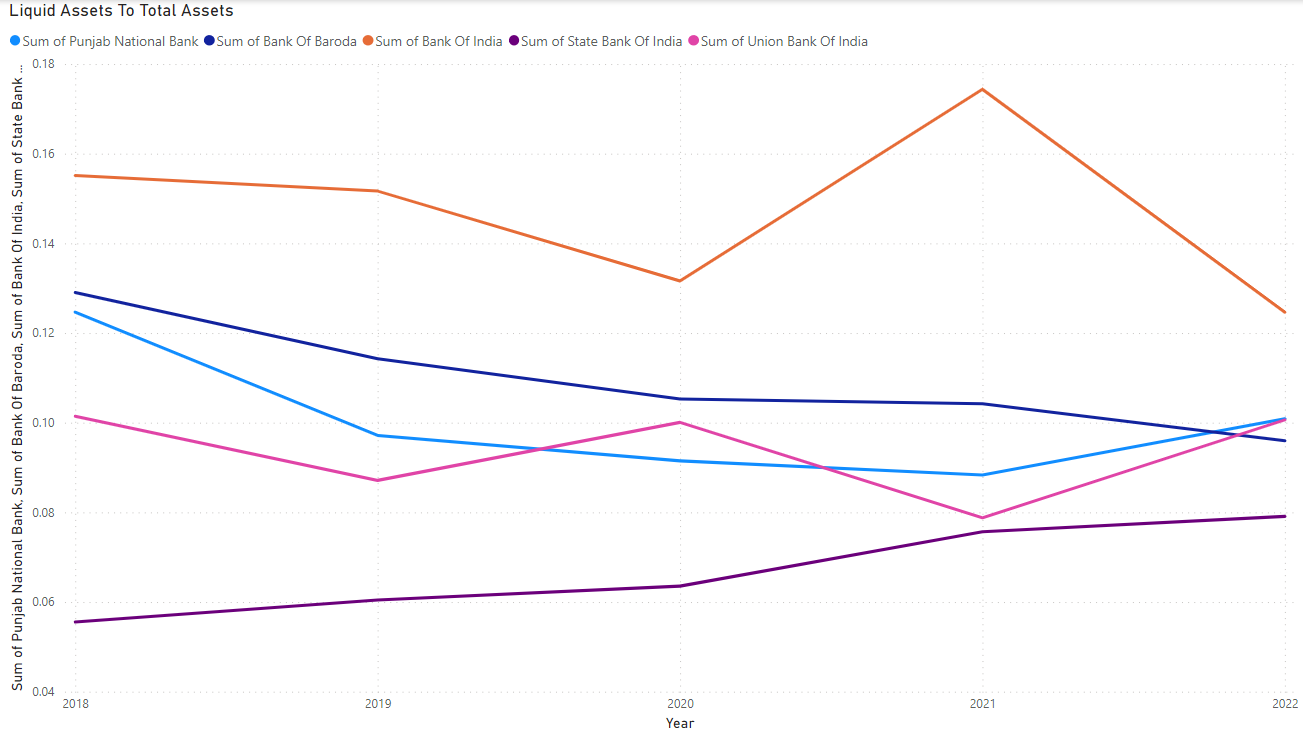 Liquid Assets To Total Assets
Sum of Punjab National Bank Sum of Bank Of Baroda Sum of Bank Of India Sum of State Bank Of India Sum of Union Bank Of India
Sum of Punjab National Bank, Sum of Bank Of Baroda, Sum of Bank Of India, Sum of State Bank ...
0.18
0.16
0.14
0.12
0.10
0.08
0.06
0.04
2018 2019 2020 2021 2022
Year